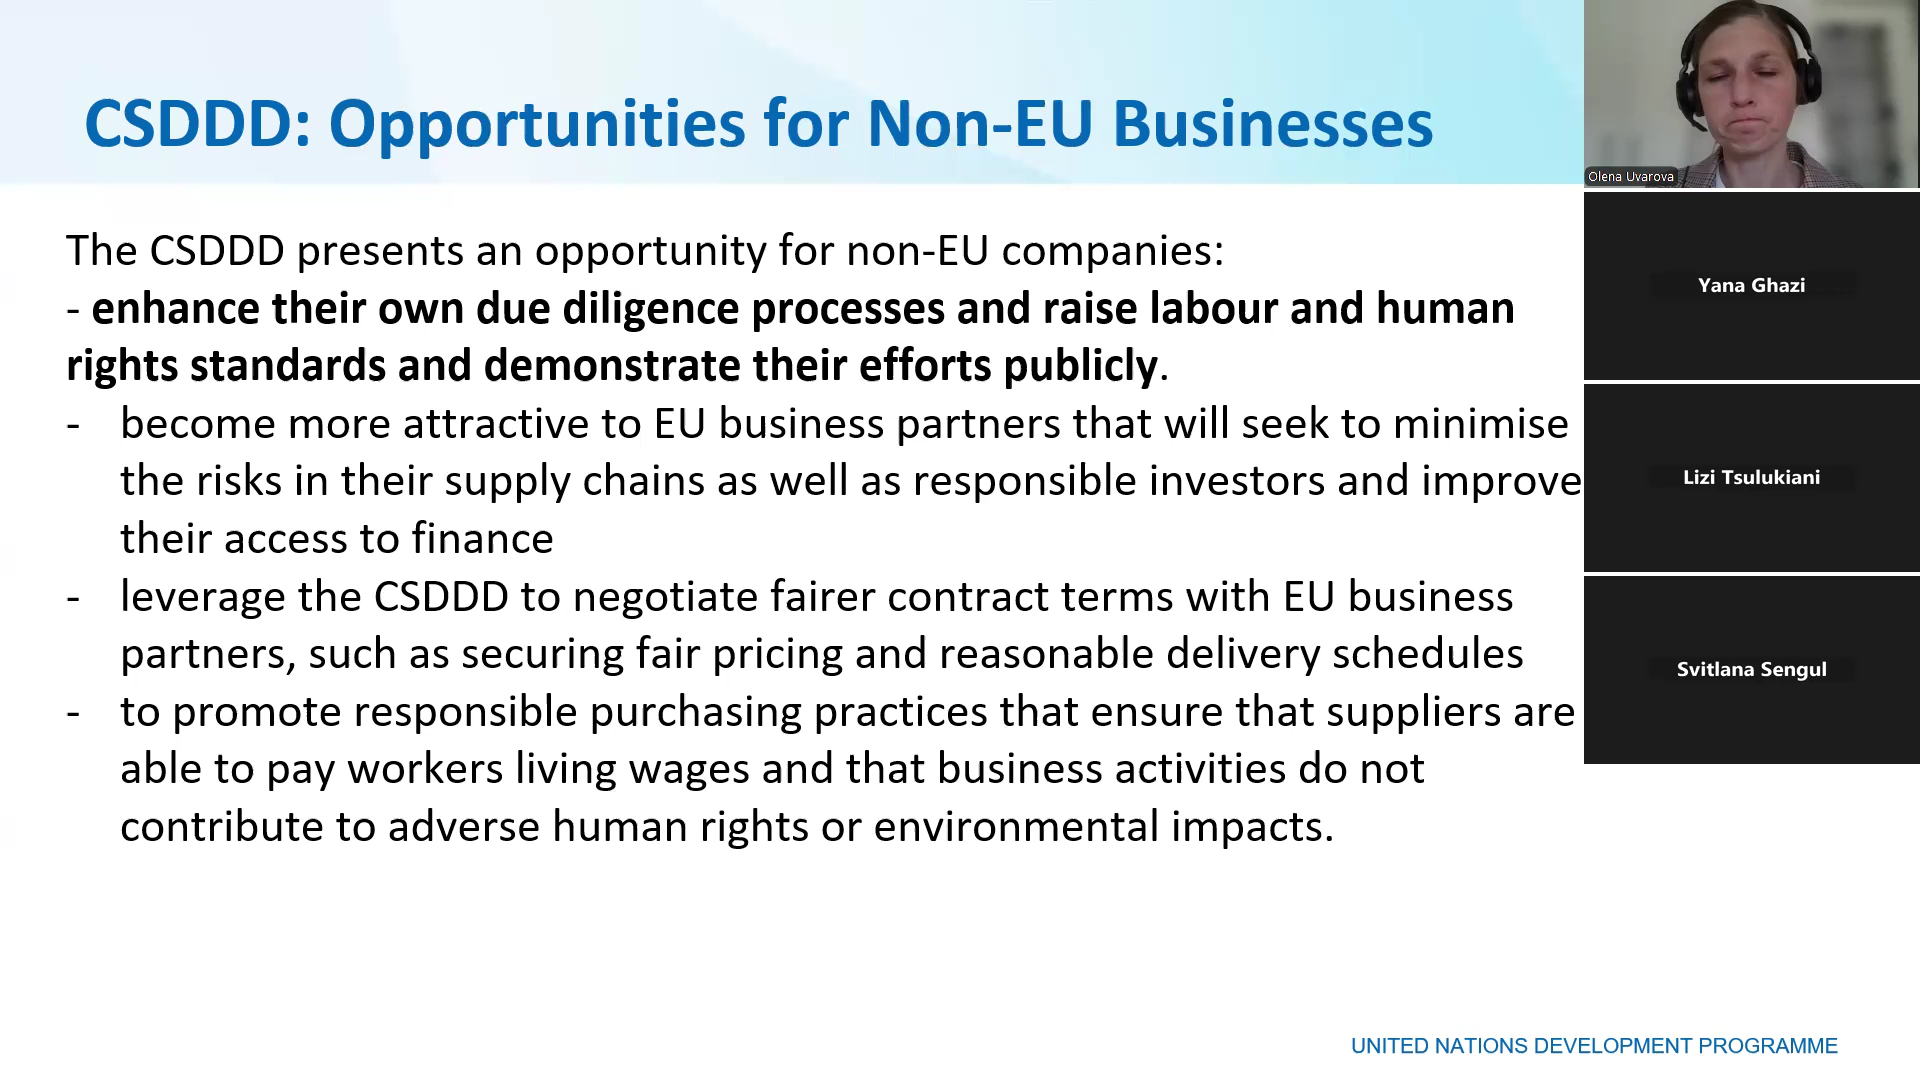 CSDDD: Opportunities for Non-EU Businesses
The CSDDD presents an opportunity for non-EU companies:
- enhance their own due diligence processes and raise labour and human
rights standards and demonstrate their efforts publicly.
- become more attractive to EU business partners that will seek to minimise
the risks in their supply chains as well as responsible investors and improve
their access to finance
- leverage the CSDDD to negotiate fairer contract terms with EU business
partners, such as securing fair pricing and reasonable delivery schedules
- to promote responsible purchasing practices that ensure that suppliers are
able to pay workers living wages and that business activities do not
contribute to adverse human rights or environmental impacts.
UNITED NATIONS DEVELOPMENT PROGRAMME
Olena Uvarova
Yana Ghazi
Lizi Tsulukiani
Svitlana Sengul